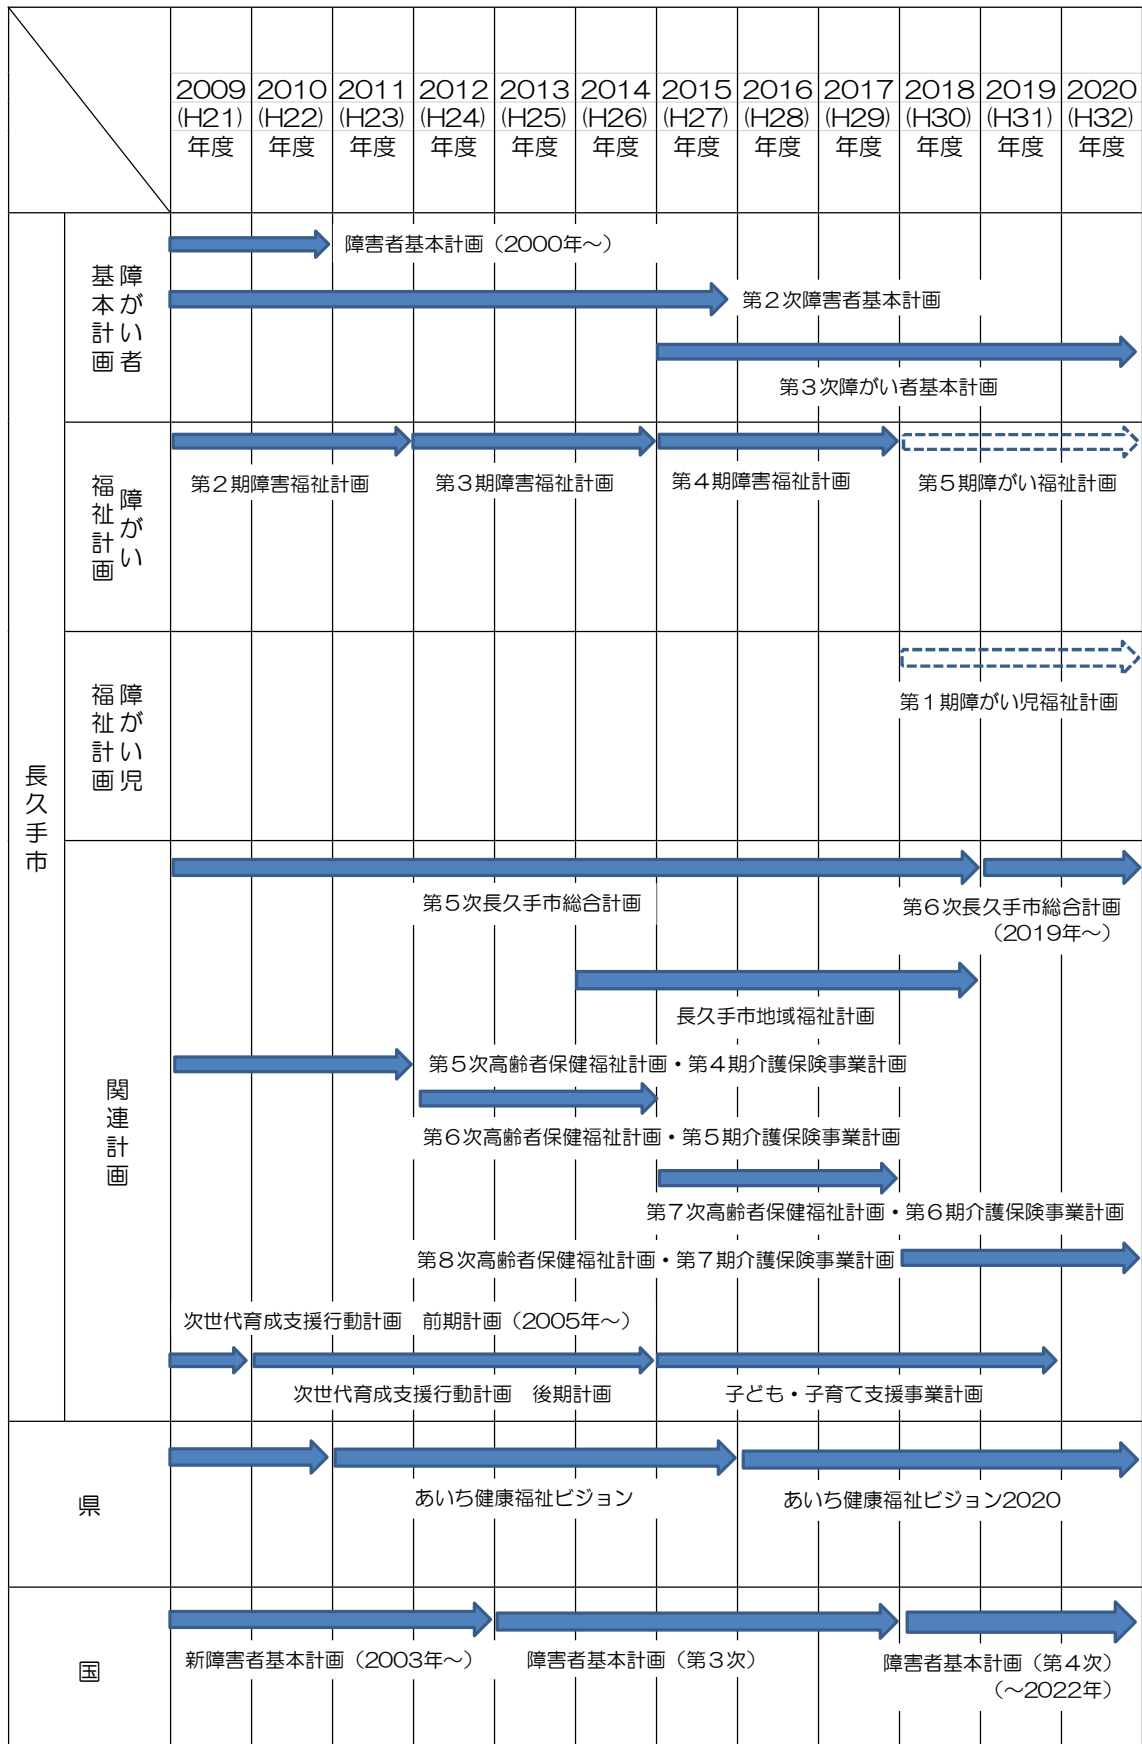 2009 2010 2011 2012 2013 2014 2015 2016 2017 2018 2019 2020
(H21) (H22) (H23) (H24) (H25) (H26) (H27) (H28) (H29) (H30) (H31) (H32)
年度 年度 年度 年度 年度 年度 年度 年度 年度 年度 年度 年度
長久手市
障がい者
基本計画
障害者基本計画（2000年～）
第２次障害者基本計画
第３次障がい者基本計画
障がい
福祉計画
第２期障害福祉計画
第３期障害福祉計画
第４期障害福祉計画
第５期障がい福祉計画
障がい児
福祉計画
第１期障がい児福祉計画
関連計画
第５次長久手市総合計画
第６次長久手市総合計画
（2019年～）
長久手市地域福祉計画
第５次高齢者保健福祉計画・第４期介護保険事業計画
第６次高齢者保健福祉計画・第５期介護保険事業計画
第７次高齢者保健福祉計画・第６期介護保険事業計画
第８次高齢者保健福祉計画・第７期介護保険事業計画
次世代育成支援行動計画　前期計画（2005年～）
次世代育成支援行動計画　後期計画
子ども・子育て支援事業計画
県
あいち健康福祉ビジョン
あいち健康福祉ビジョン2020
国
新障害者基本計画（2003年～）
障害者基本計画（第３次）
障害者基本計画（第４次）
（～2022年）